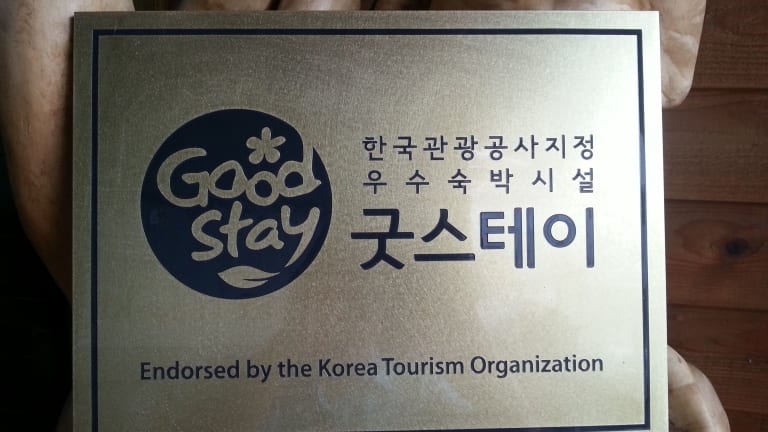 Good
Stay
한국관광공사지정
우수숙박시설
굿스테이
Endorsed by the Korea Tourism Organization